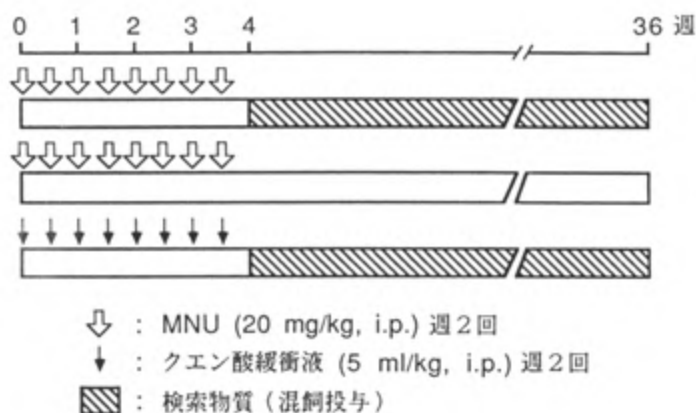 0 1 2 3 4 36 週
: MNU (20 mg/kg, i.p.) 週2回
: クエン酸緩衝液 (5 ml/kg, i.p.) 週2回
: 検索物質(混飼投与)